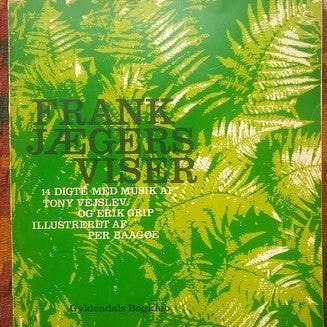 FRANK
JÆGERS
VISER
14 DIGTE MED MUSIK AF
TONY VEJSLEV
OG ERIK GRIP
ILLUSTRERET AF
PER BAAGØE
Gyldendals Bogklub